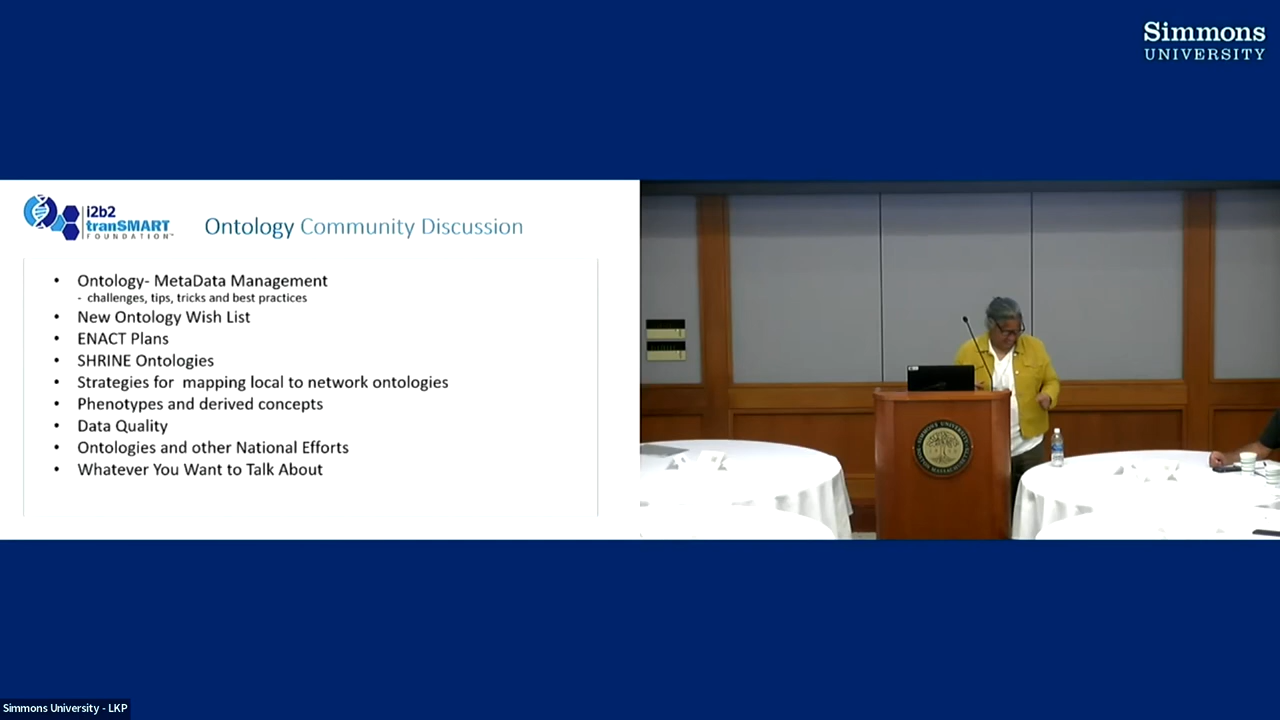 Simmons
UNIVERSITY
i2b2
tranSMART
FOUNDATION™
Ontology Community Discussion
• Ontology- MetaData Management
- challenges, tips, tricks and best practices
• New Ontology Wish List
• ENACT Plans
• SHRINE Ontologies
• Strategies for mapping local to network ontologies
• Phenotypes and derived concepts
• Data Quality
• Ontologies and other National Efforts
• Whatever You Want to Talk About
Simmons University - LKP